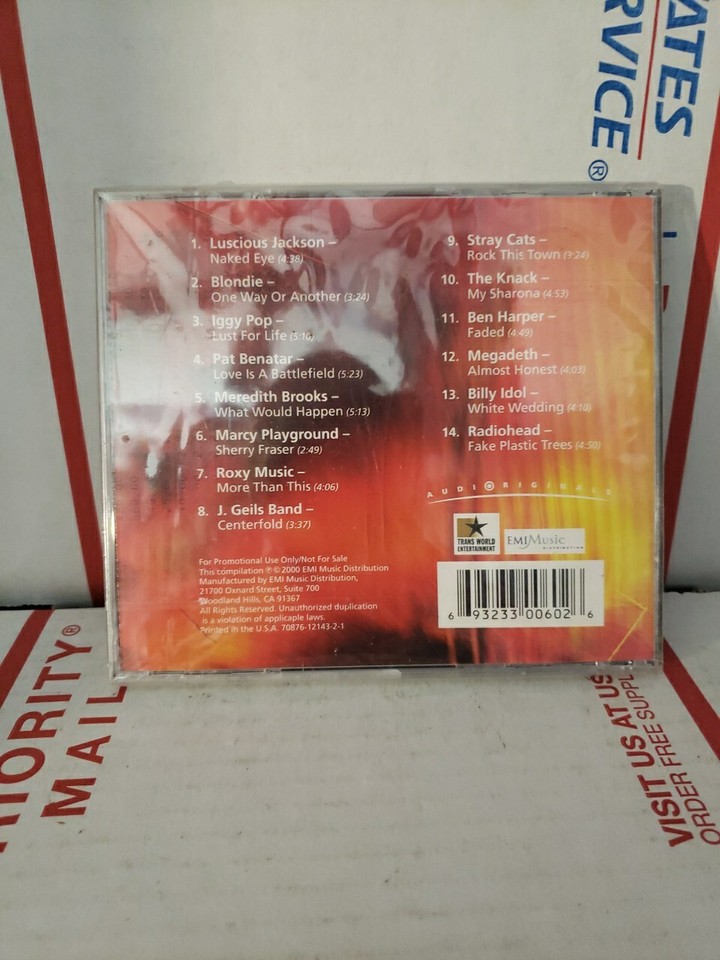 ATES
RVICE®
1. Luscious Jackson –
Naked Eye (4:38)
2. Blondie –
One Way Or Another (3:24)
3. Iggy Pop –
Lust For Life (5:10)
4. Pat Benatar –
Love Is A Battlefield (5:23)
5. Meredith Brooks –
What Would Happen (5:13)
6. Marcy Playground –
Sherry Fraser (2:49)
7. Roxy Music –
More Than This (4:06)
8. J. Geils Band –
Centerfold (3:37)
9. Stray Cats –
Rock This Town (3:24)
10. The Knack –
My Sharona (4:53)
11. Ben Harper –
Faded (4:49)
12. Megadeth –
Almost Honest (4:03)
13. Billy Idol –
White Wedding (4:10)
14. Radiohead –
Fake Plastic Trees (4:50)
AUDIORIGINALS
TRANS WORLD
ENTERTAINMENT
EMI Music
DISTRIBUTION
For Promotional Use Only/Not For Sale
This compilation ℗ © 2000 EMI Music Distribution
Manufactured by EMI Music Distribution,
21700 Oxnard Street, Suite 700
Woodland Hills, CA 91367
All Rights Reserved. Unauthorized duplication
is a violation of applicaple laws.
Printed in the U.S.A. 70876-12143-2-1
6 93233 00602 6
IORITY®
MAIL
VISIT US AT US
ORDER FREE SUPPL